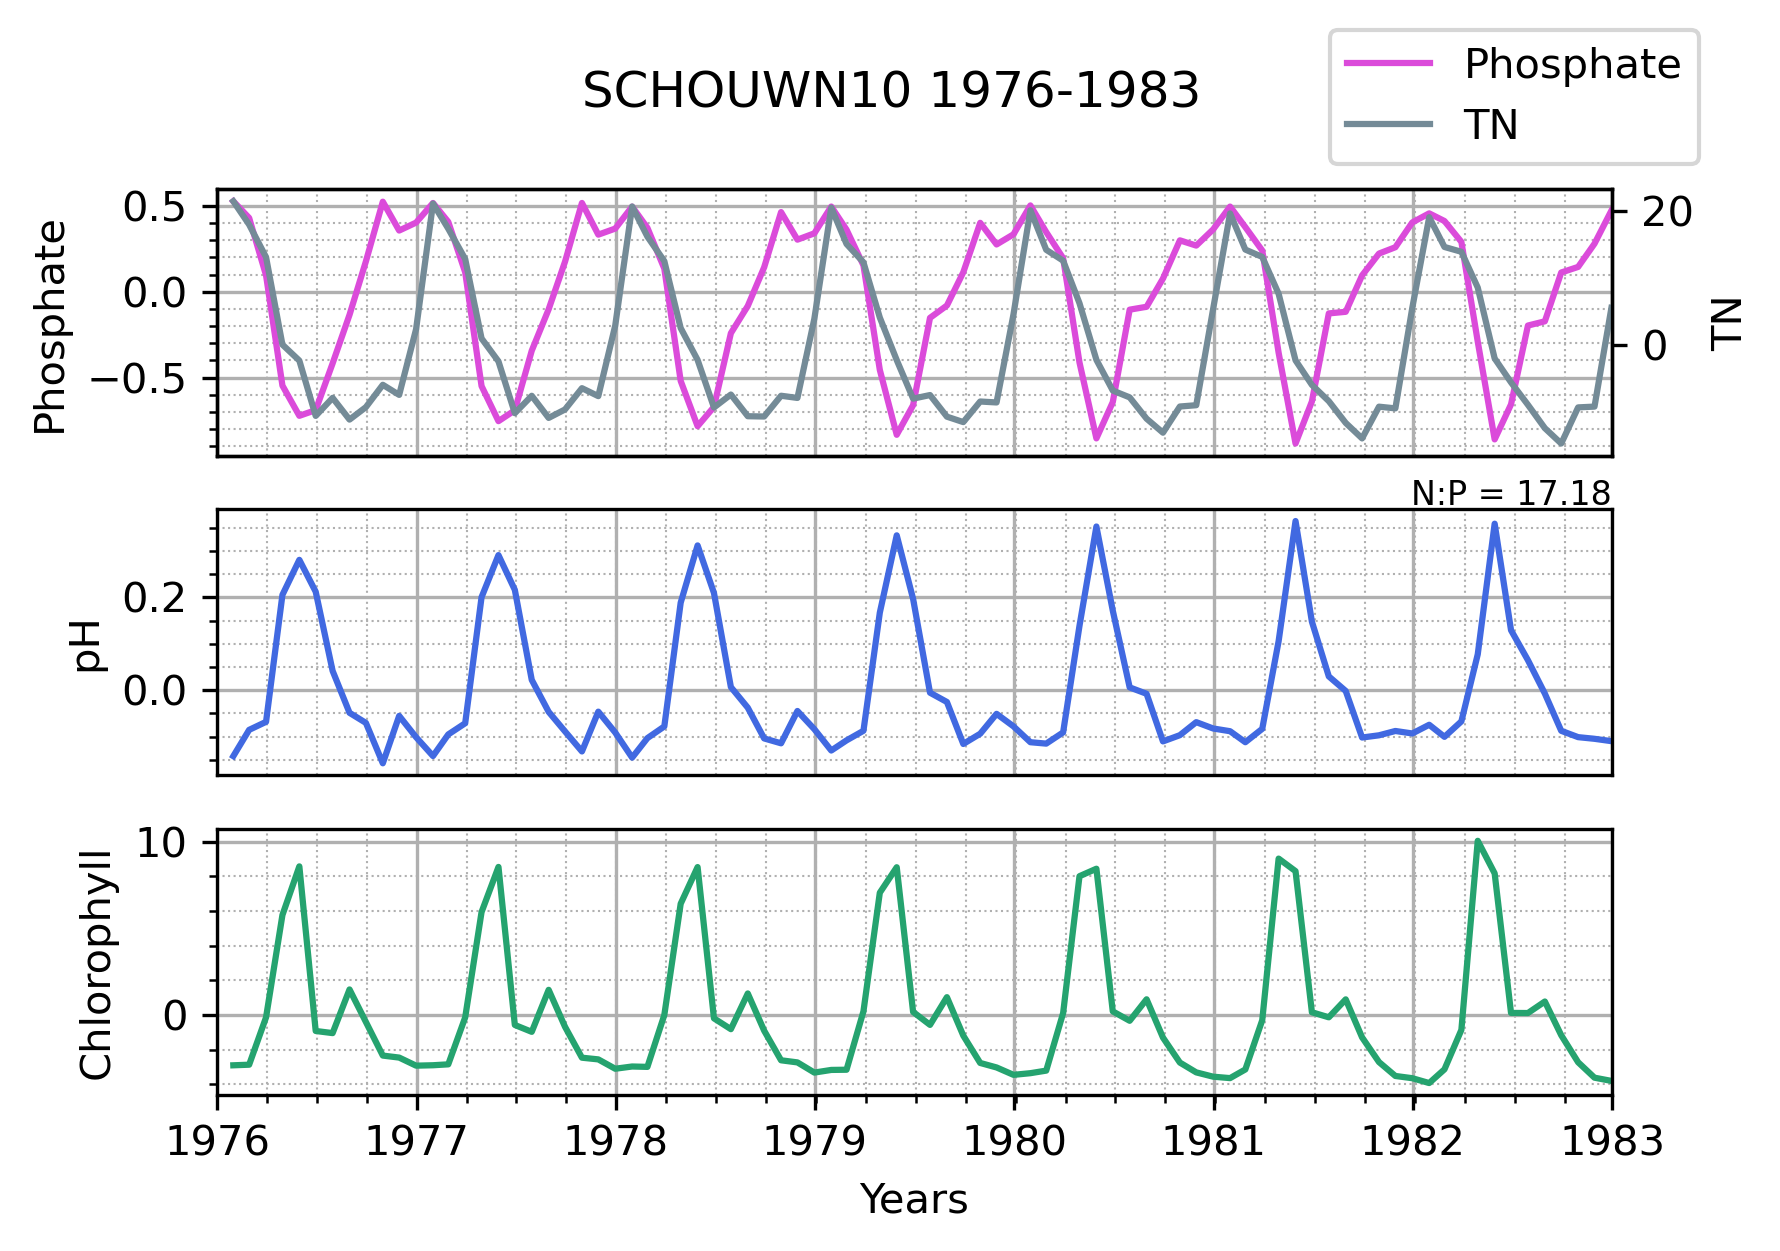 SCHOUWN10 1976-1983
Phosphate
TN
Phosphate
0.5
0.0
−0.5
20
0
TN
N:P = 17.18
pH
0.2
0.0
Chlorophyll
10
0
1976 1977 1978 1979 1980 1981 1982 1983
Years